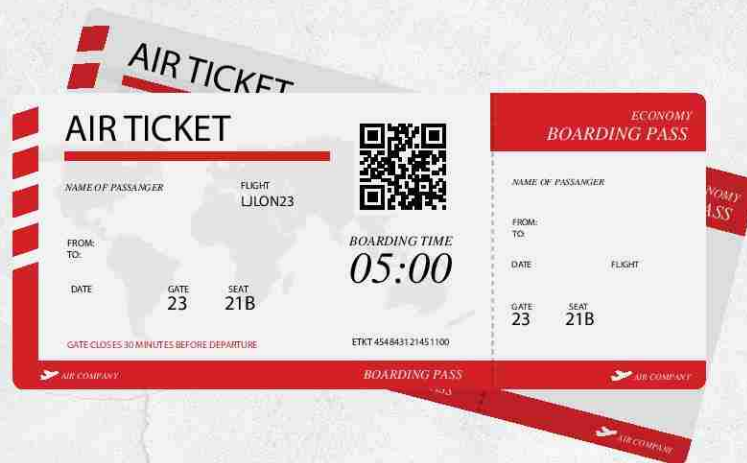 AIR TICKET
AIR TICKET
NAME OF PASSANGER
FLIGHT
LJLON23
FROM:
TO:
DATE
GATE
23
SEAT
21B
GATE CLOSES 30 MINUTES BEFORE DEPARTURE
BOARDING TIME
05:00
ETKT 454843121451100
AIR COMPANY
BOARDING PASS
ECONOMY
BOARDING PASS
NAME OF PASSANGER
FROM:
TO:
DATE
FLIGHT
GATE
23
SEAT
21B
AIR COMPANY
AIR COMPANY